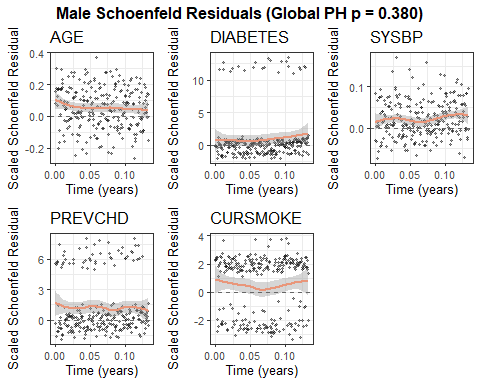 Male Schoenfeld Residuals (Global PH p = 0.380)
AGE
DIABETES
SYSBP
Scaled Schoenfeld Residual
0.4
0.2
0.0
-0.2
0.00 0.05 0.10
Time (years)
Scaled Schoenfeld Residual
10
5
0
0.00 0.05 0.10
Time (years)
Scaled Schoenfeld Residual
0.1
0.0
0.00 0.05 0.10
Time (years)
PREVCHD
CURSMOKE
Scaled Schoenfeld Residual
6
3
0
0.00 0.05 0.10
Time (years)
Scaled Schoenfeld Residual
4
2
0
-2
0.00 0.05 0.10
Time (years)